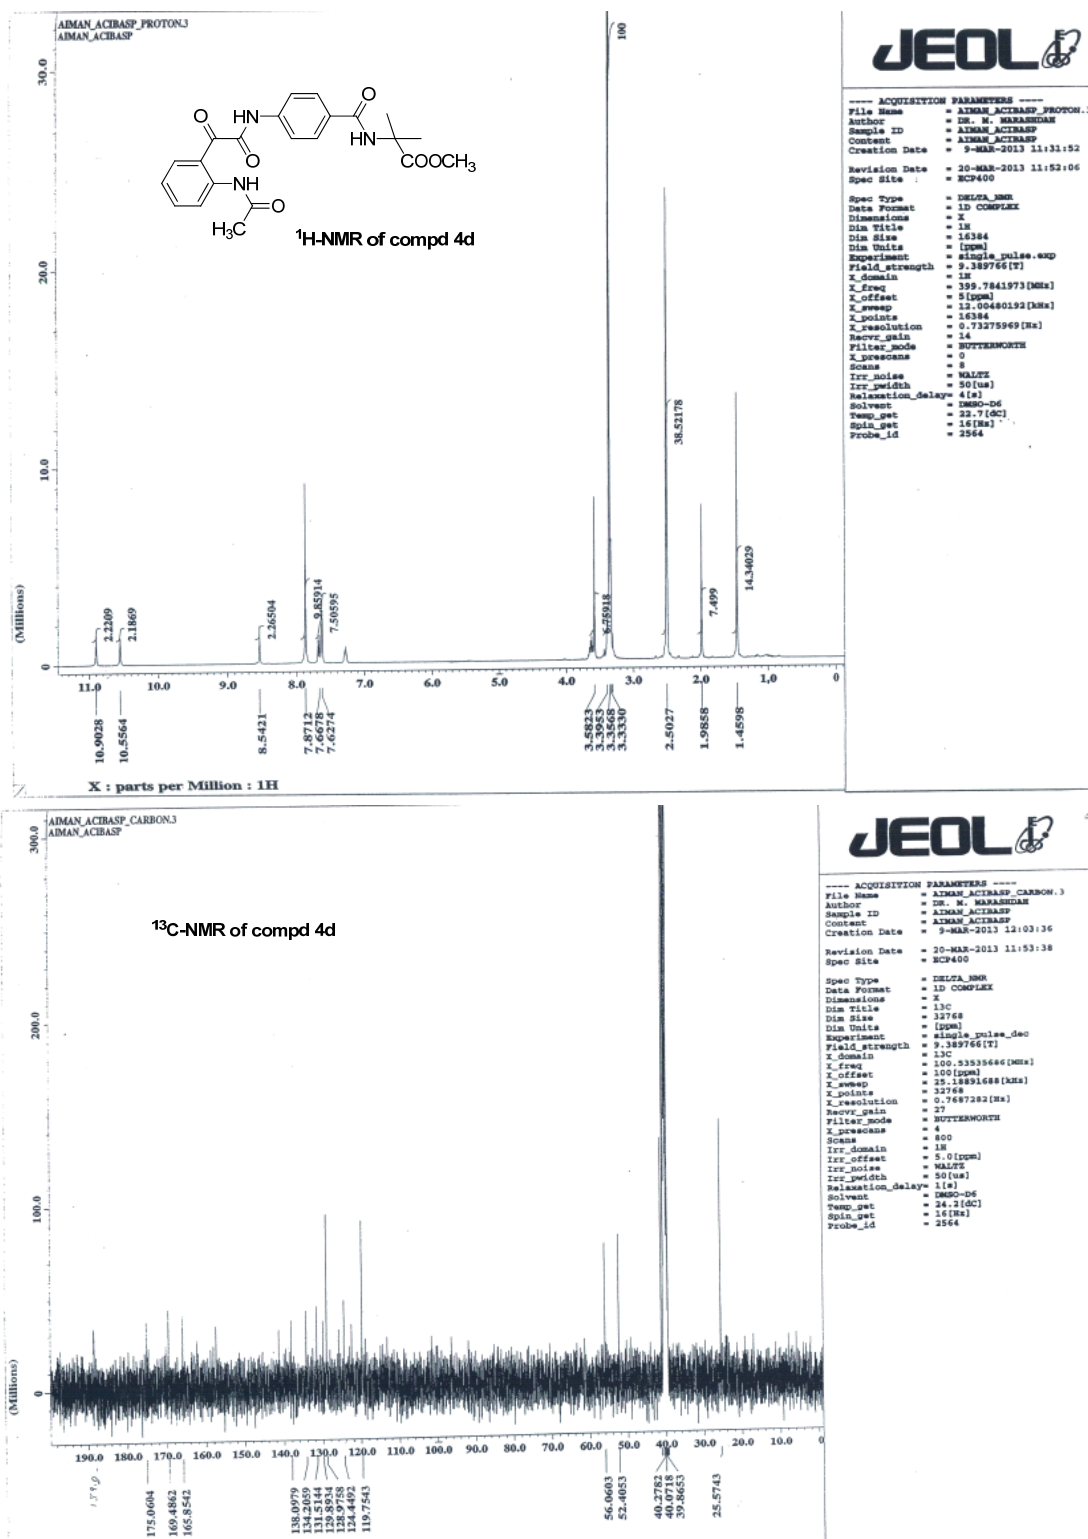 AIMAN_ACIBASP_PROTON.3
AIMAN_ACIBASP
30.0
20.0
10.0
0
(Millions)
O
HN
O
O
HN
COOCH3
NH
O
H3C
¹H-NMR of compd 4d
2.2209
2.1869
2.26504
9.85914
7.50595
6.75918
100
38.52178
7.499
14.34029
11.0 10.0 9.0 8.0 7.0 6.0 5.0 4.0 3.0 2.0 1.0 0
10.9028
10.5564
8.5421
7.8712
7.6678
7.6274
3.5823
3.3953
3.3568
3.3330
2.5027
1.9858
1.4598
X : parts per Million : 1H
JEOL
---- ACQUISITION PARAMETERS ----
File Name = AIMAN_ACIBASP_PROTON.
Author = DR. M. MARASHDAH
Sample ID = AIMAN_ACIBASP
Content = AIMAN_ACIBASP
Creation Date = 9-MAR-2013 11:31:52
Revision Date = 20-MAR-2013 11:52:06
Spec Site = ECP400
Spec Type = DELTA_NMR
Data Format = 1D COMPLEX
Dimensions = X
Dim Title = 1H
Dim Size = 16384
Dim Units = [ppm]
Experiment = single_pulse.exp
Field_strength = 9.389766[T]
X_domain = 1H
X_freq = 399.7841973[MHz]
X_offset = 5[ppm]
X_sweep = 12.00480192[kHz]
X_points = 16384
X_resolution = 0.73275969[Hz]
Recvr_gain = 14
Filter_mode = BUTTERWORTH
X_prescans = 0
Scans = 8
Irr_noise = WALTZ
Irr_pwidth = 50[us]
Relaxation_delay= 4[s]
Solvent = DMSO-D6
Temp_get = 22.7[dC]
Spin_get = 16[Hz]
Probe_id = 2564
AIMAN_ACIBASP_CARBON.3
AIMAN_ACIBASP
300.0
200.0
100.0
0
(Millions)
¹³C-NMR of compd 4d
190.0 180.0 170.0 160.0 150.0 140.0 130.0 120.0 110.0 100.0 90.0 80.0 70.0 60.0 50.0 40.0 30.0 20.0 10.0 0
175.0604
169.4862
165.8542
138.0979
134.2059
131.5144
129.8934
128.9758
124.4492
119.7543
56.0603
52.4053
40.2782
40.0718
39.8653
25.5743
JEOL
---- ACQUISITION PARAMETERS ----
File Name = AIMAN_ACIBASP_CARBON.3
Author = DR. M. MARASHDAH
Sample ID = AIMAN_ACIBASP
Content = AIMAN_ACIBASP
Creation Date = 9-MAR-2013 12:03:36
Revision Date = 20-MAR-2013 11:53:38
Spec Site = ECP400
Spec Type = DELTA_NMR
Data Format = 1D COMPLEX
Dimensions = X
Dim Title = 13C
Dim Size = 32768
Dim Units = [ppm]
Experiment = single_pulse_dec
Field_strength = 9.389766[T]
X_domain = 13C
X_freq = 100.53535686[MHz]
X_offset = 100[ppm]
X_sweep = 25.18891688[kHz]
X_points = 32768
X_resolution = 0.7687282[Hz]
Recvr_gain = 27
Filter_mode = BUTTERWORTH
X_prescans = 4
Scans = 800
Irr_domain = 1H
Irr_offset = 5.0[ppm]
Irr_noise = WALTZ
Irr_pwidth = 50[us]
Relaxation_delay= 1[s]
Solvent = DMSO-D6
Temp_get = 24.2[dC]
Spin_get = 16[Hz]
Probe_id = 2564